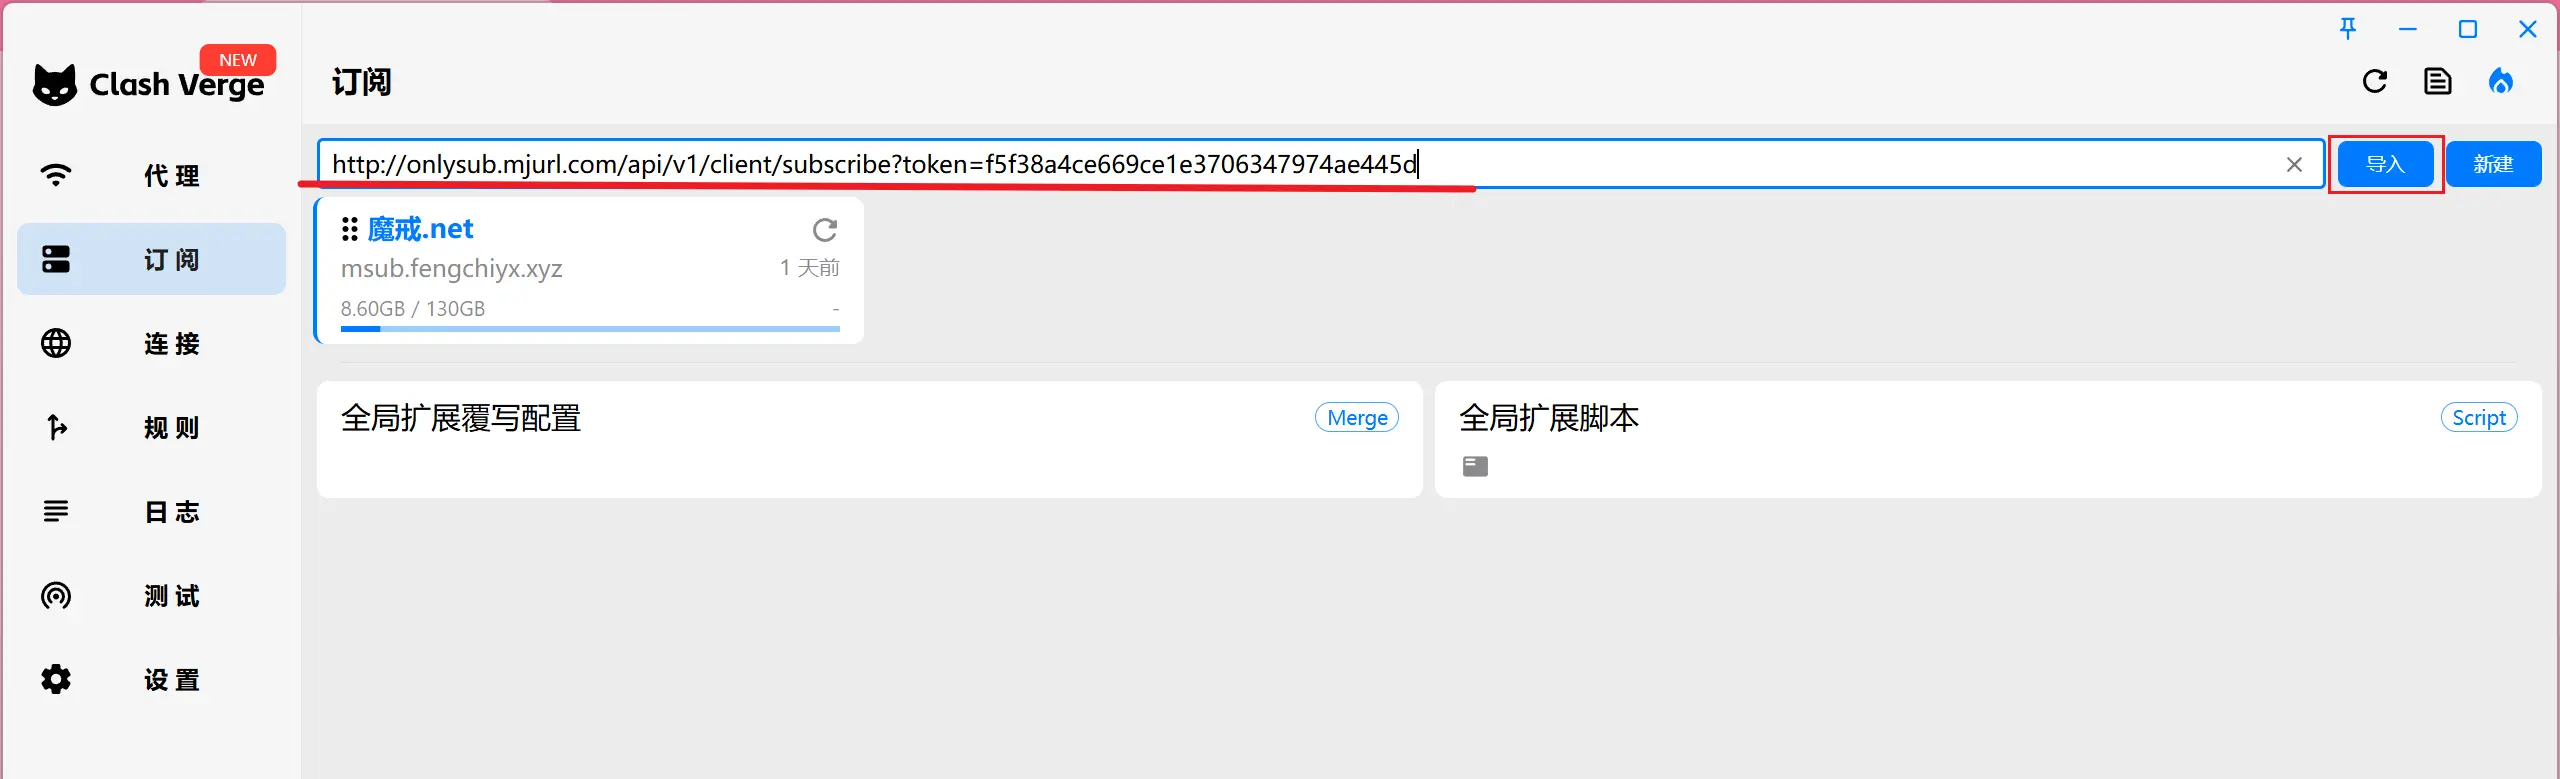 NEW
Clash Verge
订阅
代理
订阅
连接
规则
日志
测试
设置
http://onlysub.mjurl.com/api/v1/client/subscribe?token=f5f38a4ce669ce1e3706347974ae445d
导入
新建
魔戒.net
msub.fengchiyx.xyz
1 天前
8.60GB / 130GB
-
全局扩展覆写配置
Merge
全局扩展脚本
Script